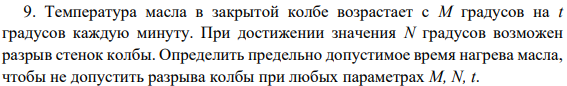 9. Температура масла в закрытой колбе возрастает с M градусов на t
градусов каждую минуту. При достижении значения N градусов возможен
разрыв стенок колбы. Определить предельно допустимое время нагрева масла,
чтобы не допустить разрыва колбы при любых параметрах M, N, t.